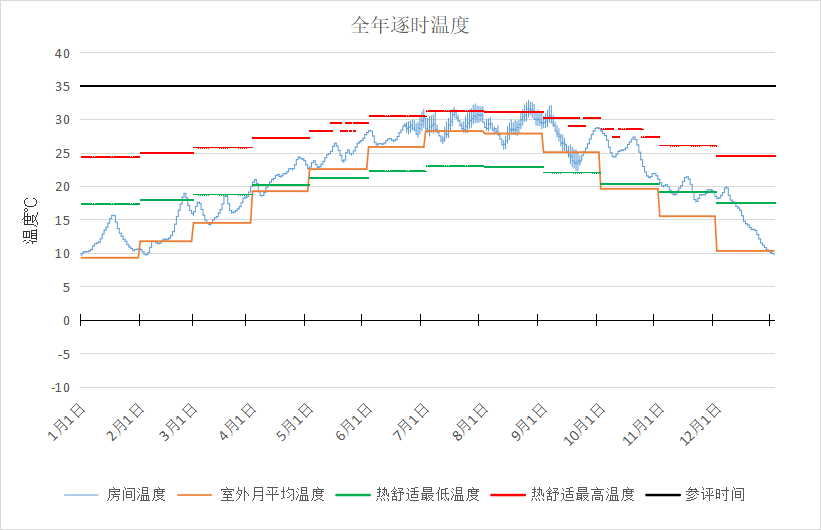 全年逐时温度
温度℃
40
35
30
25
20
15
10
5
0
-5
-10
1月1日
2月1日
3月1日
4月1日
5月1日
6月1日
7月1日
8月1日
9月1日
10月1日
11月1日
12月1日
房间温度 室外月平均温度 热舒适最低温度 热舒适最高温度 参评时间